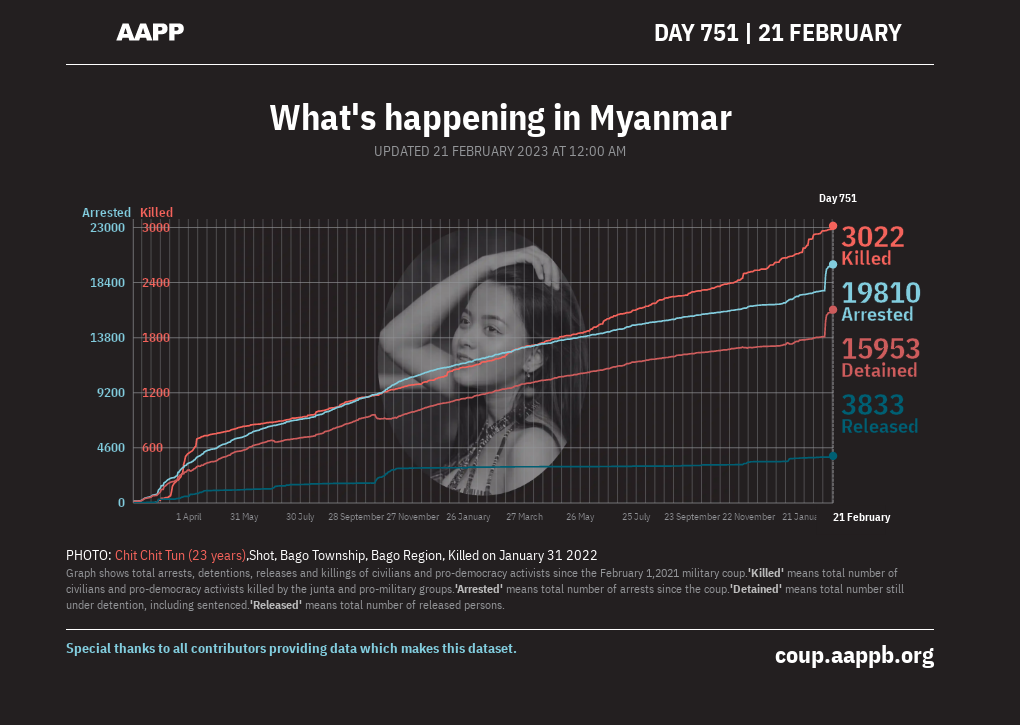 AAPP
DAY 751 | 21 FEBRUARY
What's happening in Myanmar
UPDATED 21 FEBRUARY 2023 AT 12:00 AM
Day 751
Arrested Killed
23000 3000
18400 2400
13800 1800
9200 1200
4600 600
0
3022
Killed
19810
Arrested
15953
Detained
3833
Released
1 April 31 May 30 July 28 September 27 November 26 January 27 March 26 May 25 July 23 September 22 November 21 Janu 21 February
PHOTO: Chit Chit Tun (23 years),Shot, Bago Township, Bago Region, Killed on January 31 2022
Graph shows total arrests, detentions, releases and killings of civilians and pro-democracy activists since the February 1,2021 military coup.'Killed' means total number of
civilians and pro-democracy activists killed by the junta and pro-military groups.'Arrested' means total number of arrests since the coup.'Detained' means total number still
under detention, including sentenced.'Released' means total number of released persons.
Special thanks to all contributors providing data which makes this dataset.
coup.aappb.org